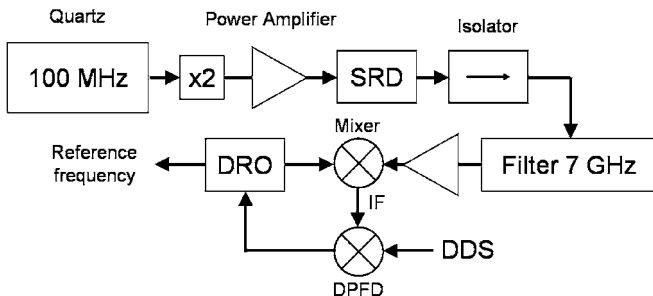 Quartz
Power Amplifier
Isolator
100 MHz
x2
SRD
Mixer
Reference
frequency
DRO
Filter 7 GHz
IF
DDS
DPFD